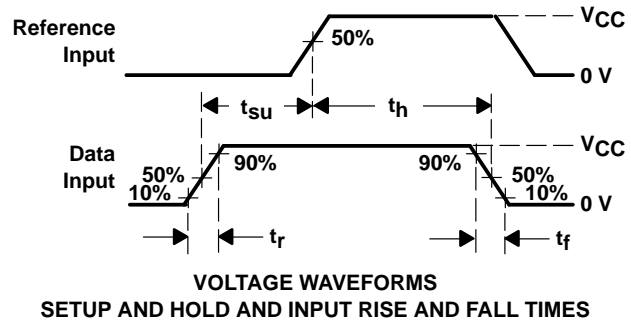 Reference
Input
VCC
50%
0 V
tsu
th
Data
Input
VCC
50%
10%
90%
90%
50%
10%
0 V
tr
tf
VOLTAGE WAVEFORMS
SETUP AND HOLD AND INPUT RISE AND FALL TIMES